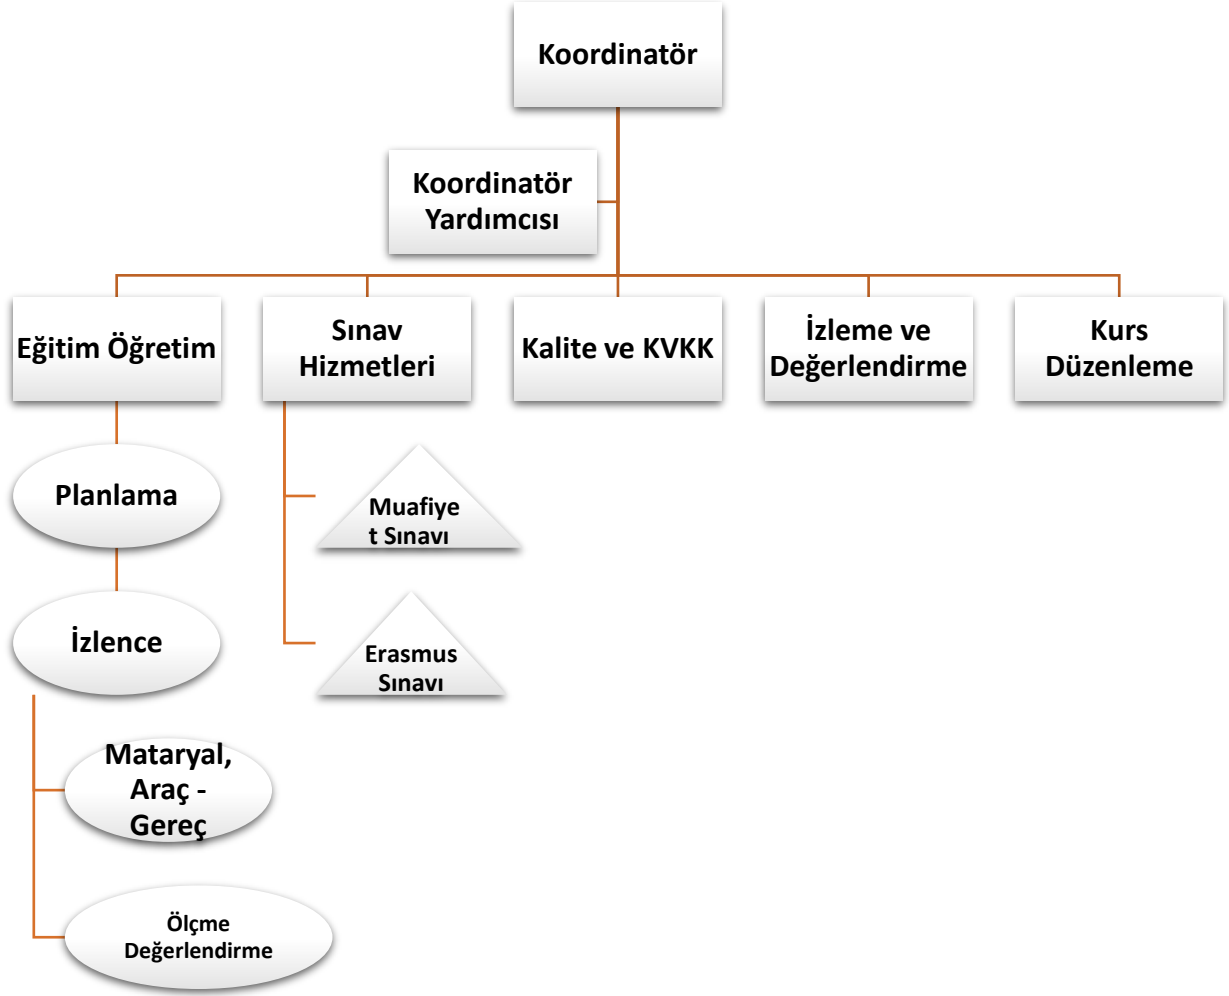 Koordinatör
Koordinatör
Yardımcısı
Eğitim Öğretim
Sınav
Hizmetleri
Kalite ve KVKK
İzleme ve
Değerlendirme
Kurs
Düzenleme
Planlama
İzlence
Mataryal,
Araç -
Gereç
Ölçme
Değerlendirme
Muafiye
t Sınavı
Erasmus
Sınavı